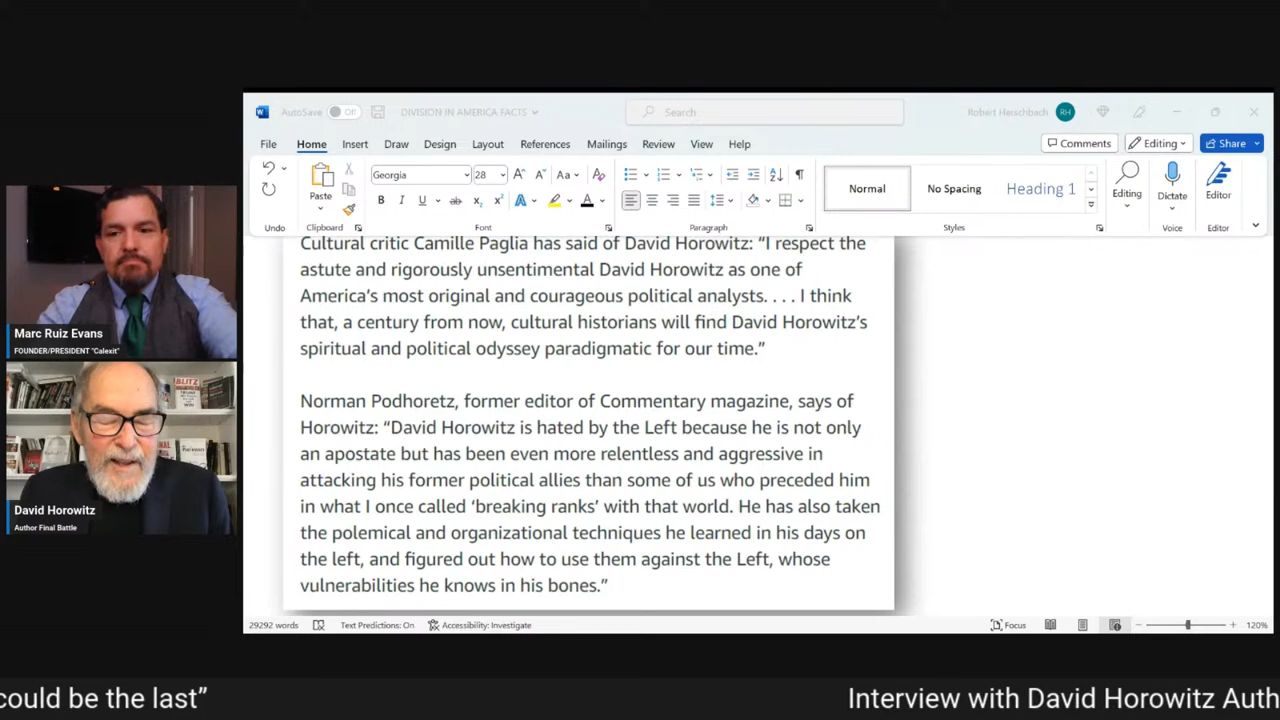 AutoSave Off DIVISION IN AMERICA FACTS Search Robert Herschbach RH
File Home Insert Draw Design Layout References Mailings Review View Help Comments Editing Share
Paste Georgia 28 Normal No Spacing Heading 1 Editing Dictate Editor
Undo Clipboard Font Paragraph Styles Voice Editor
Cultural critic Camille Paglia has said of David Horowitz: “I respect the
astute and rigorously unsentimental David Horowitz as one of
America’s most original and courageous political analysts. . . . I think
that, a century from now, cultural historians will find David Horowitz’s
spiritual and political odyssey paradigmatic for our time.”
Norman Podhoretz, former editor of Commentary magazine, says of
Horowitz: “David Horowitz is hated by the Left because he is not only
an apostate but has been even more relentless and aggressive in
attacking his former political allies than some of us who preceded him
in what I once called ‘breaking ranks’ with that world. He has also taken
the polemical and organizational techniques he learned in his days on
the left, and figured out how to use them against the Left, whose
vulnerabilities he knows in his bones.”
29292 words Text Predictions: On Accessibility: Investigate Focus 120%
Marc Ruiz Evans
FOUNDER/PRESIDENT "Calexit"
BLITZ
David Horowitz
Author Final Battle
could be the last” Interview with David Horowitz Auth